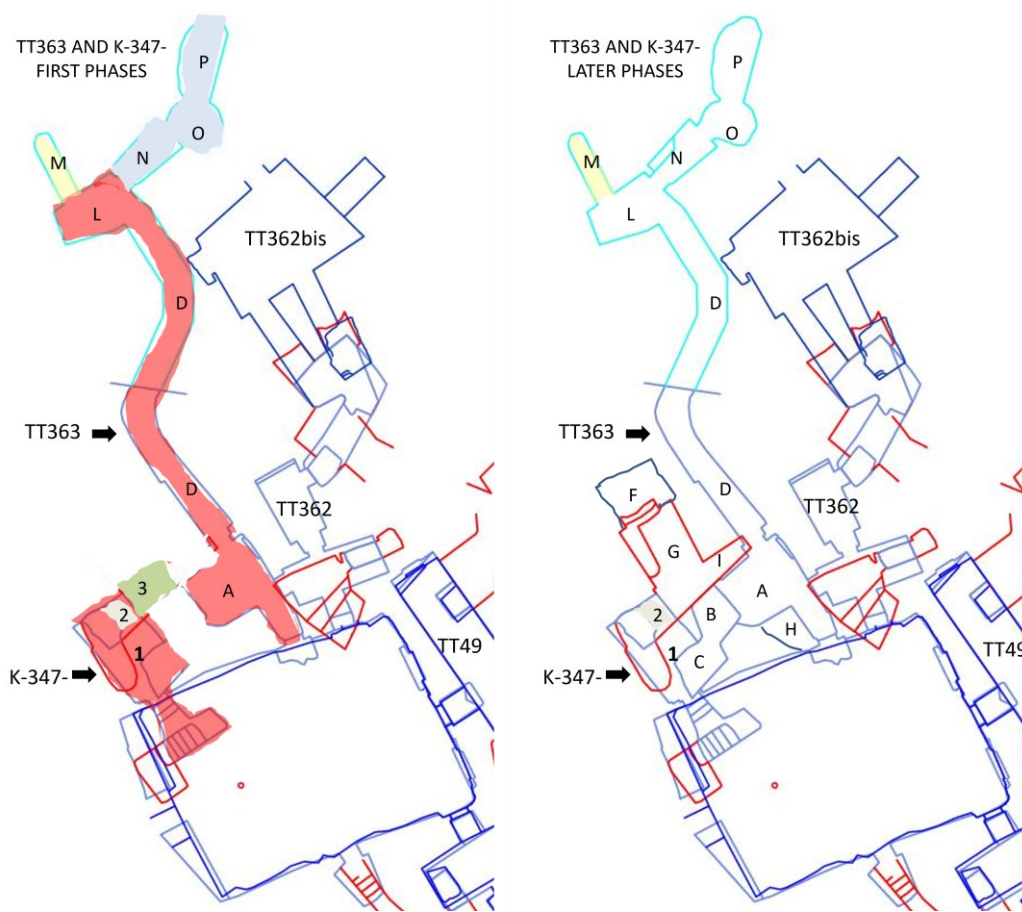 TT363 AND K-347-
FIRST PHASES
P
O
N
M
L
TT362bis
D
TT363
D
TT362
3
A
2
1
TT49
K-347-
TT363 AND K-347-
LATER PHASES
P
O
N
M
L
TT362bis
D
TT363
D
F
TT362
G
I
A
2
B
H
1
C
TT49
K-347-